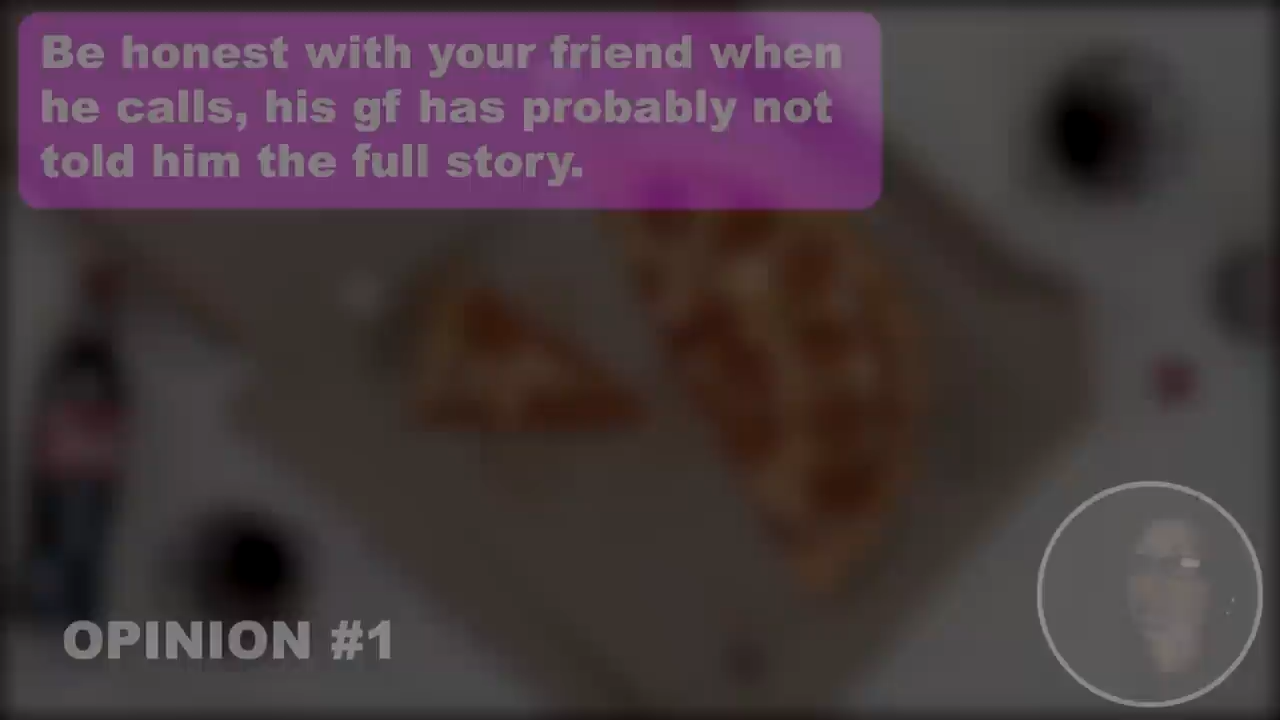 Be honest with your friend when
he calls, his gf has probably not
told him the full story.
OPINION #1